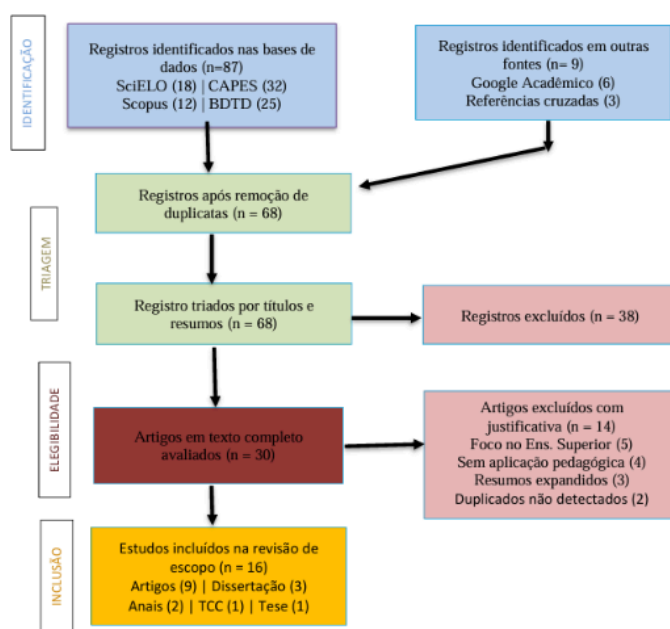 IDENTIFICAÇÃO
Registros identificados nas bases de
dados (n=87)
SciELO (18) | CAPES (32)
Scopus (12) | BDTD (25)
Registros identificados em outras
fontes (n= 9)
Google Acadêmico (6)
Referências cruzadas (3)
TRIAGEM
Registros após remoção de
duplicatas (n = 68)
Registro triados por títulos e
resumos (n = 68)
Registros excluídos (n = 38)
ELEGIBILIDADE
Artigos em texto completo
avaliados (n = 30)
Artigos excluídos com
justificativa (n = 14)
Foco no Ens. Superior (5)
Sem aplicação pedagógica (4)
Resumos expandidos (3)
Duplicados não detectados (2)
INCLUSÃO
Estudos incluídos na revisão de
escopo (n = 16)
Artigos (9) | Dissertação (3)
Anais (2) | TCC (1) | Tese (1)